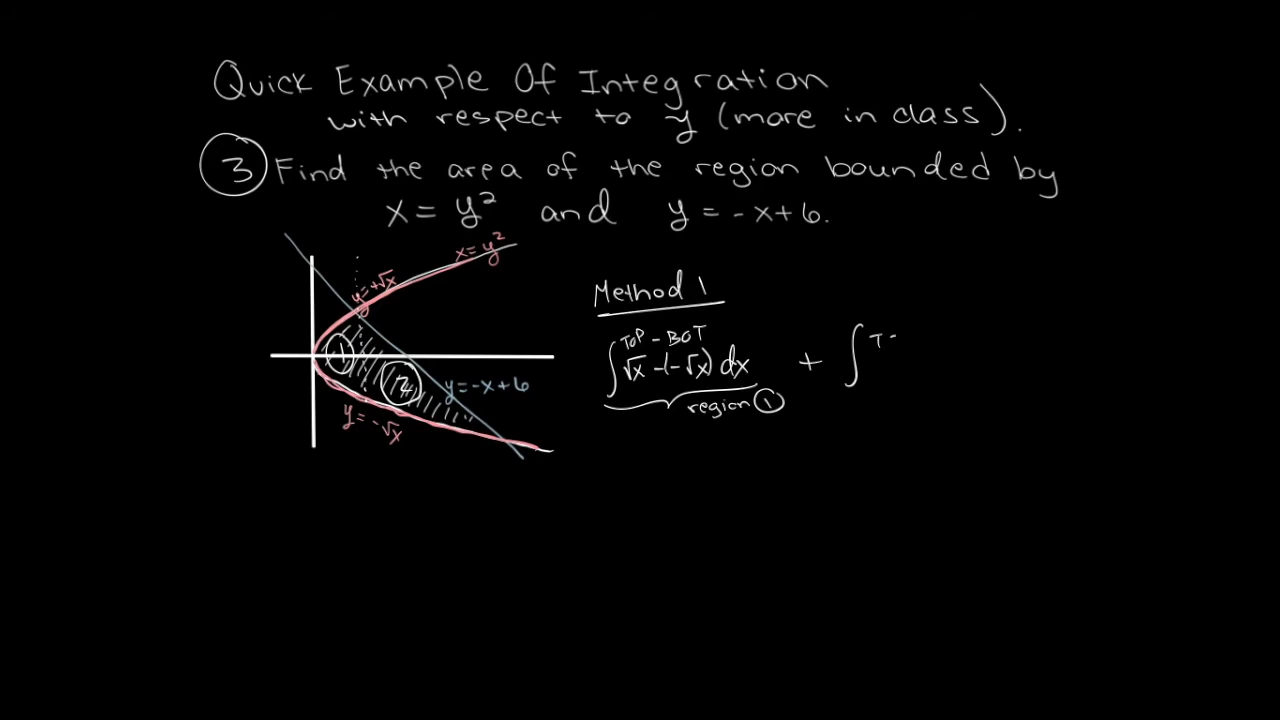 Quick Example Of Integration
with respect to y (more in class).
③ Find the area of the region bounded by
x = y² and y = -x+6.
x = y²
y = +√x
①
②
y = -x+6
y = -√x
Method 1
TOP - BOT
∫ √x -(-√x) dx + ∫ T -
region ①